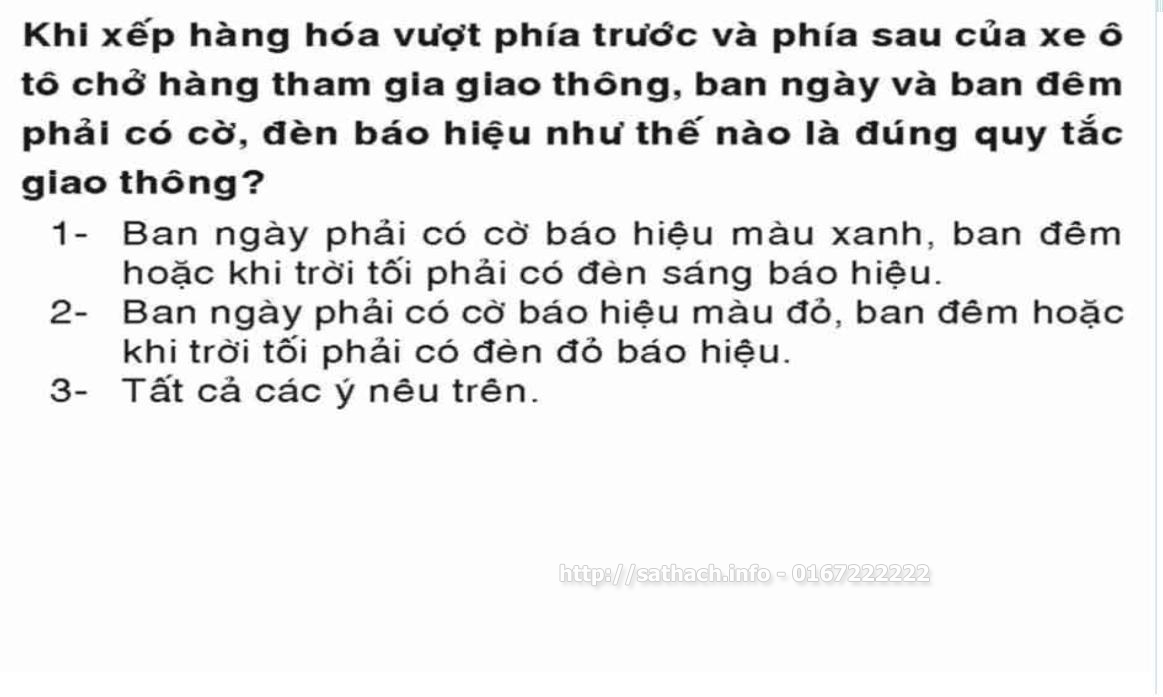 Khi xếp hàng hóa vượt phía trước và phía sau của xe ô
tô chở hàng tham gia giao thông, ban ngày và ban đêm
phải có cờ, đèn báo hiệu như thế nào là đúng quy tắc
giao thông?
1- Ban ngày phải có cờ báo hiệu màu xanh, ban đêm
hoặc khi trời tối phải có đèn sáng báo hiệu.
2- Ban ngày phải có cờ báo hiệu màu đỏ, ban đêm hoặc
khi trời tối phải có đèn đỏ báo hiệu.
3- Tất cả các ý nêu trên.
http://sathach.info - 0167222222